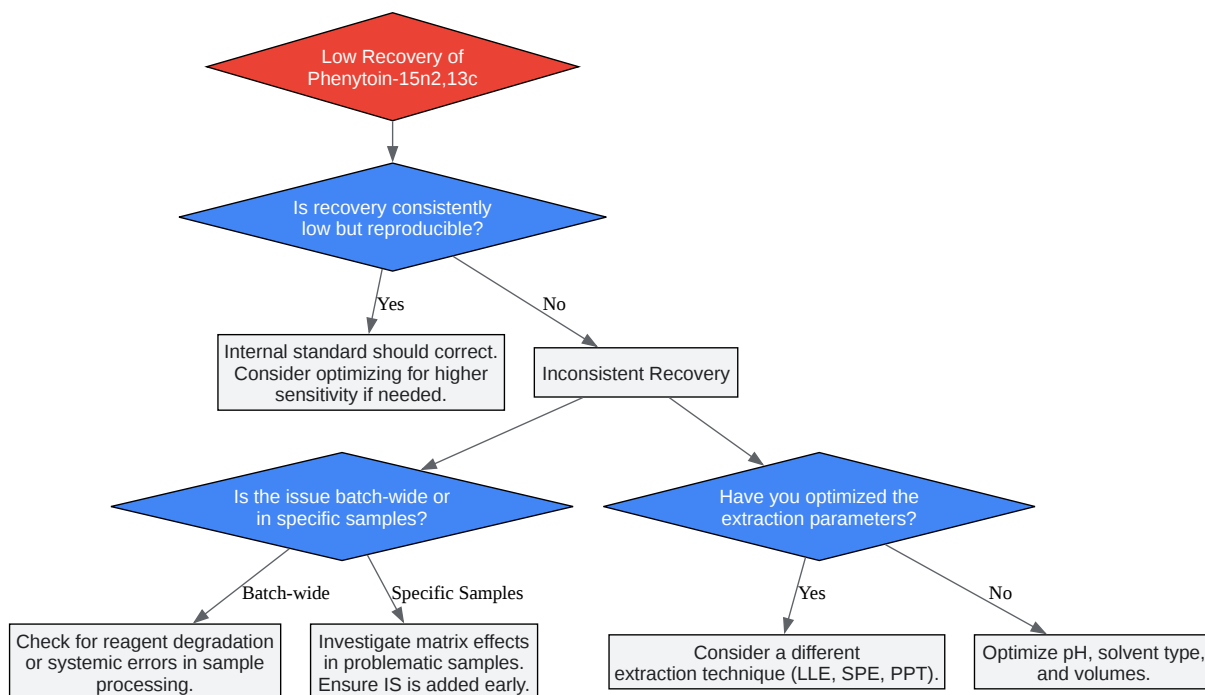 Low Recovery of
Phenytoin-15n2,13c
Is recovery consistently
low but reproducible?
Yes
No
Internal standard should correct.
Consider optimizing for higher
sensitivity if needed.
Inconsistent Recovery
Is the issue batch-wide or
in specific samples?
Have you optimized the
extraction parameters?
Batch-wide
Specific Samples
Yes
No
Check for reagent degradation
or systemic errors in sample
processing.
Investigate matrix effects
in problematic samples.
Ensure IS is added early.
Consider a different
extraction technique (LLE, SPE, PPT).
Optimize pH, solvent type,
and volumes.